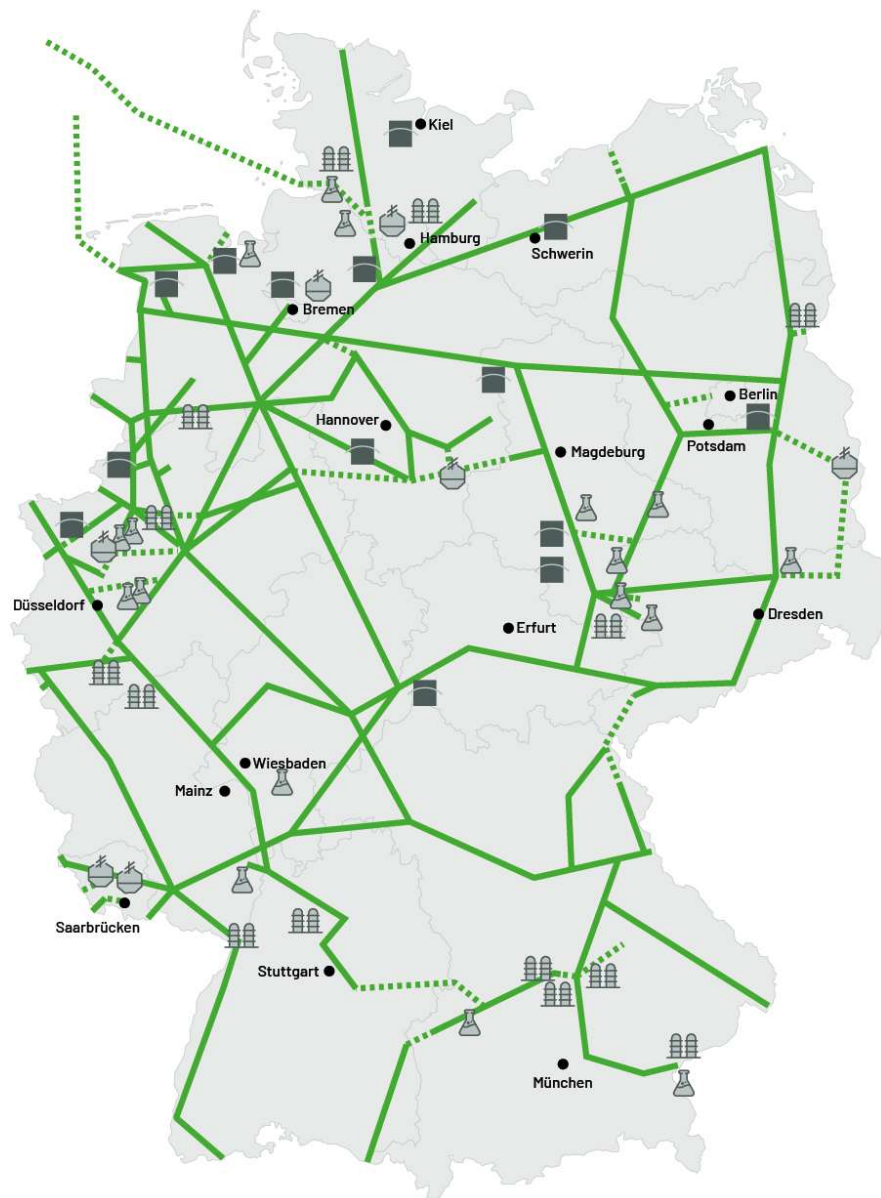 Kiel
Hamburg
Schwerin
Bremen
Berlin
Hannover
Potsdam
Magdeburg
Düsseldorf
Dresden
Erfurt
Wiesbaden
Mainz
Saarbrücken
Stuttgart
München